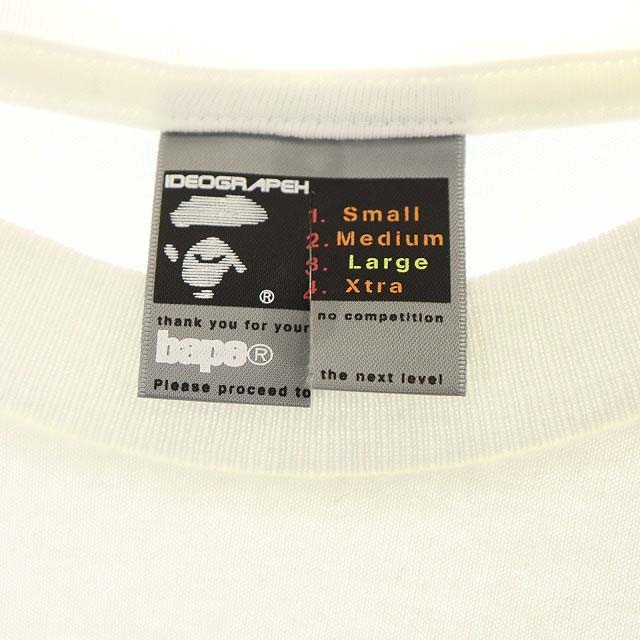 IDEOGRAPEH
1. Small
2. Medium
3. Large
4. Xtra
®
thank you for your no competition
bape®
Please proceed to the next level